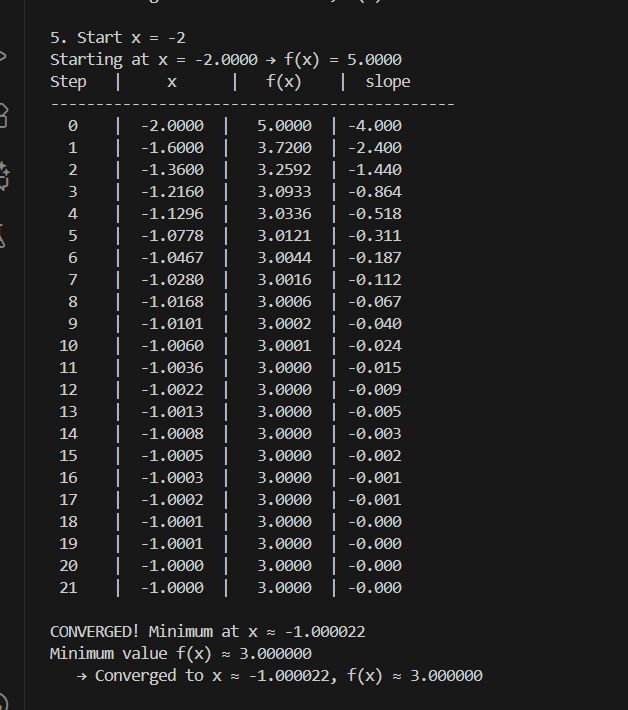 5. Start x = -2
Starting at x = -2.0000 → f(x) = 5.0000
Step | x | f(x) | slope
---------------------------------------------
0 | -2.0000 | 5.0000 | -4.000
1 | -1.6000 | 3.7200 | -2.400
2 | -1.3600 | 3.2592 | -1.440
3 | -1.2160 | 3.0933 | -0.864
4 | -1.1296 | 3.0336 | -0.518
5 | -1.0778 | 3.0121 | -0.311
6 | -1.0467 | 3.0044 | -0.187
7 | -1.0280 | 3.0016 | -0.112
8 | -1.0168 | 3.0006 | -0.067
9 | -1.0101 | 3.0002 | -0.040
10 | -1.0060 | 3.0001 | -0.024
11 | -1.0036 | 3.0000 | -0.015
12 | -1.0022 | 3.0000 | -0.009
13 | -1.0013 | 3.0000 | -0.005
14 | -1.0008 | 3.0000 | -0.003
15 | -1.0005 | 3.0000 | -0.002
16 | -1.0003 | 3.0000 | -0.001
17 | -1.0002 | 3.0000 | -0.001
18 | -1.0001 | 3.0000 | -0.000
19 | -1.0001 | 3.0000 | -0.000
20 | -1.0000 | 3.0000 | -0.000
21 | -1.0000 | 3.0000 | -0.000
CONVERGED! Minimum at x ≈ -1.000022
Minimum value f(x) ≈ 3.000000
→ Converged to x ≈ -1.000022, f(x) ≈ 3.000000